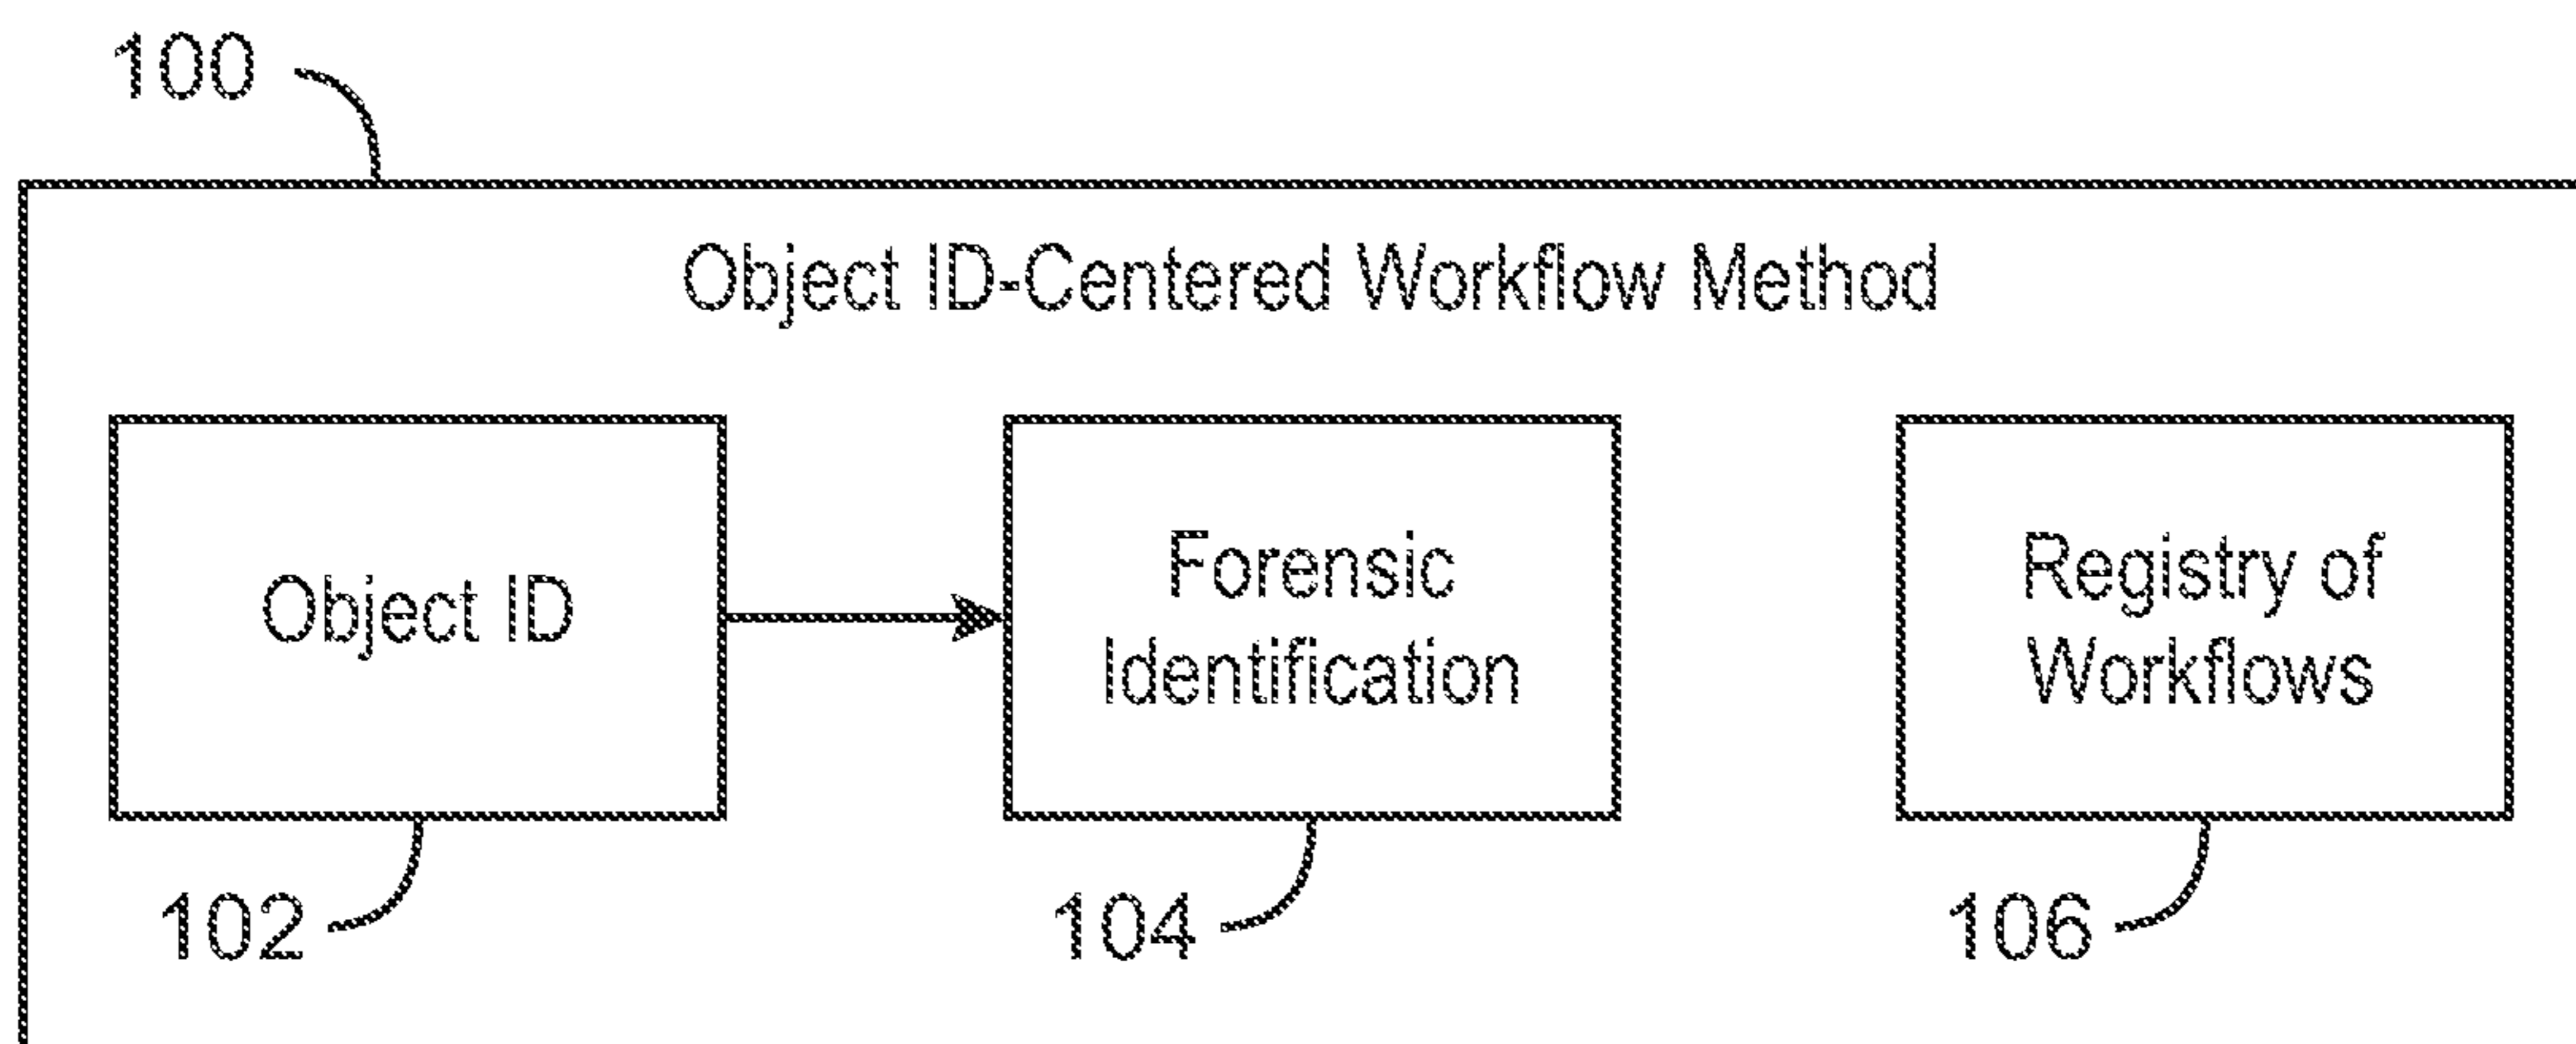 100
Object ID-Centered Workflow Method
Object ID
Forensic
Identification
Registry of
Workflows
102
104
106